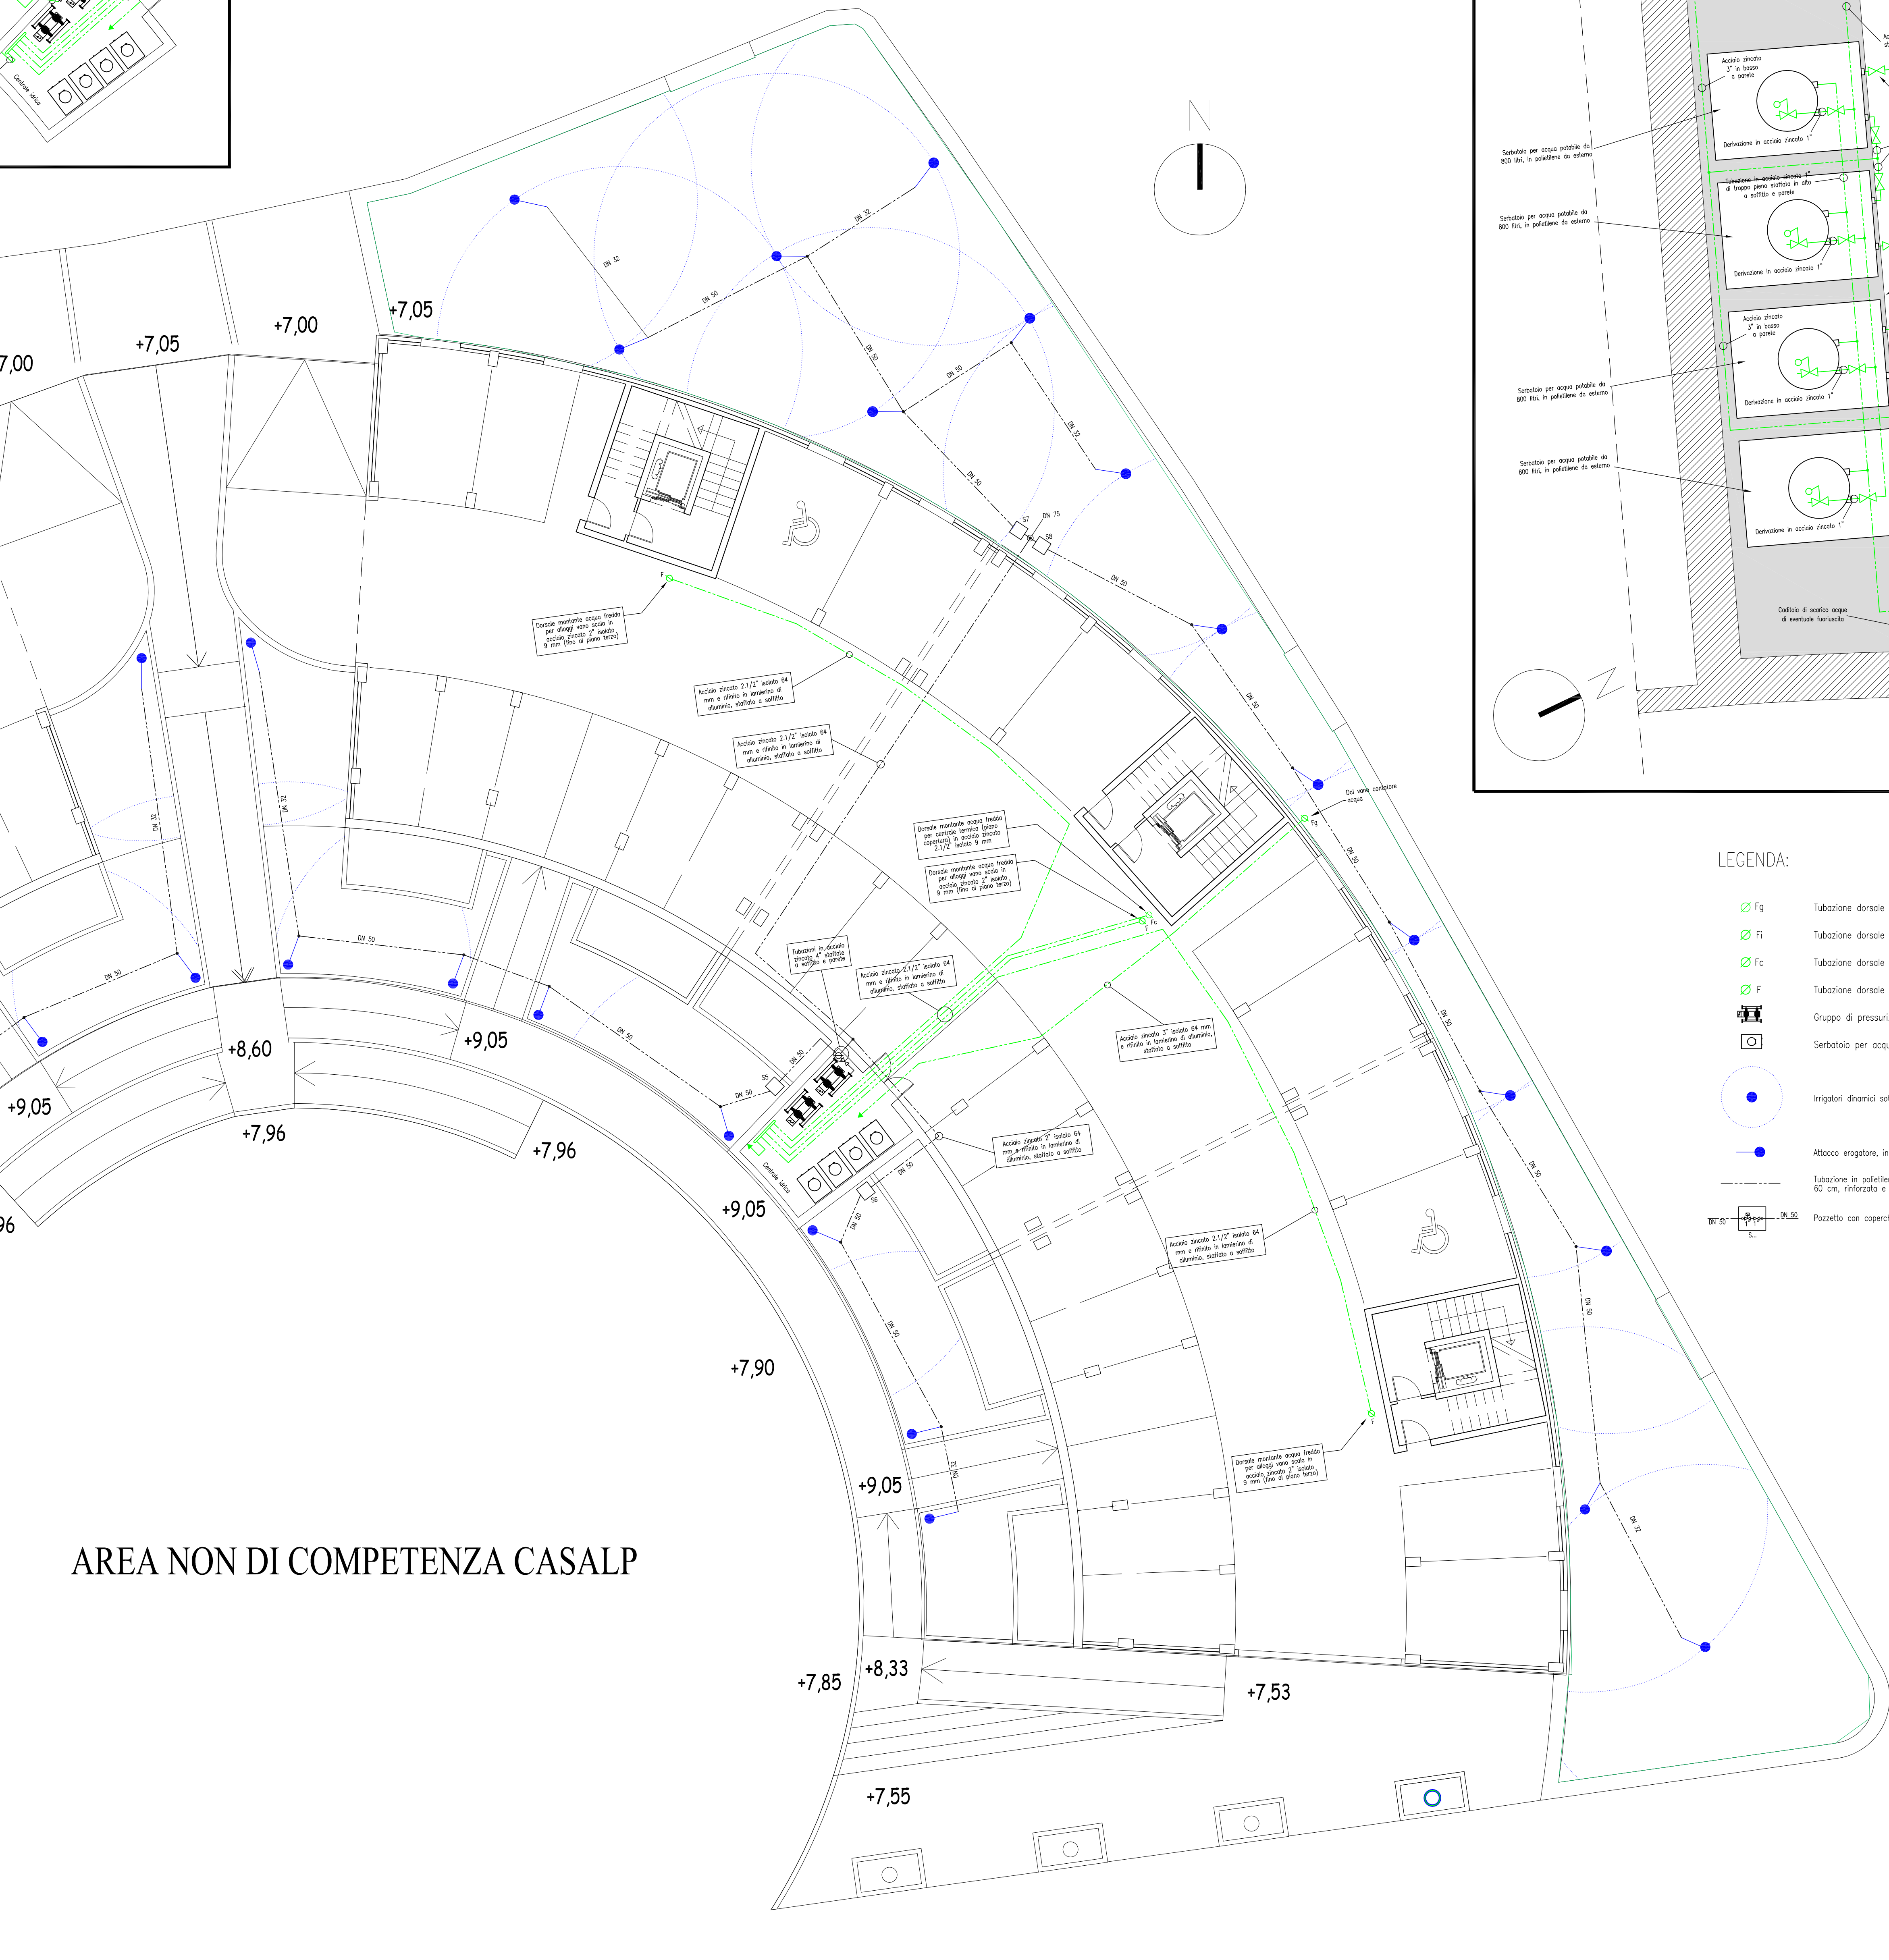 Centrale idrica
N
+7,05
+7,00
+7,05
7,00
DN 32
DN 50
DN 32
DN 50
DN 50
DN 32
DN 50
S7
DN 75
S8
DN 50
DN 50
DN 50
DN 50
DN 50
DN 50
DN 32
F
Dorsale montante acqua fredda
per alloggi vano scala in
acciaio zincato 2" isolato
9 mm (fino al piano terzo)
Acciaio zincato 2.1/2" isolato 64
mm e rifinito in lamierino di
alluminio, staffato a soffitto
Acciaio zincato 2.1/2" isolato 64
mm e rifinito in lamierino di
alluminio, staffato a soffitto
Dal vano contatore
acqua
Fg
Dorsale montante acqua fredda
per centrale termica (piano
copertura) in acciaio zincato
2.1/2" isolato 9 mm
Dorsale montante acqua fredda
per alloggi vano scala in
acciaio zincato 2" isolato
9 mm (fino al piano terzo)
Fc
F
Tubazioni in acciaio
zincato 4" staffate
a soffitto e parete
Acciaio zincato 2.1/2" isolato 64
mm e rifinito in lamierino di
alluminio, staffato a soffitto
Acciaio zincato 3" isolato 64 mm
e rifinito in lamierino di alluminio,
staffato a soffitto
Acciaio zincato 2" isolato 64
mm e rifinito in lamierino di
alluminio, staffato a soffitto
Acciaio zincato 2.1/2" isolato 64
mm e rifinito in lamierino di
alluminio, staffato a soffitto
Dorsale montante acqua fredda
per alloggi vano scala in
acciaio zincato 2" isolato
9 mm (fino al piano terzo)
F
DN 32
DN 32
DN 50
DN 50
DN 50
DN 50
DN 50
S5
Centrale idrica
DN 50
S6
DN 50
DN 50
DN 32
+9,05
+8,60
+9,05
+7,96
+7,96
96
+9,05
+7,90
+9,05
+7,85
+8,33
+7,53
+7,55
AREA NON DI COMPETENZA CASALP
Acciaio zincato
3" in basso
a parete
Serbatoio per acqua potabile da
800 litri, in polietilene da esterno
Derivazione in acciaio zincato 1"
Tubazione in acciaio zincato 1"
di troppo pieno staffata in alto
a soffitto e parete
Serbatoio per acqua potabile da
800 litri, in polietilene da esterno
Derivazione in acciaio zincato 1"
Acciaio zincato
3" in basso
a parete
Serbatoio per acqua potabile da
800 litri, in polietilene da esterno
Derivazione in acciaio zincato 1"
Serbatoio per acqua potabile da
800 litri, in polietilene da esterno
Derivazione in acciaio zincato 1"
Caditoia di scarico acque
di eventuale fuoriuscita
N
LEGENDA:
Fg Tubazione dorsale
Fi Tubazione dorsale
Fc Tubazione dorsale
F Tubazione dorsale
Gruppo di pressuri
Serbatoio per acqu
Irrigatori dinamici so
Attacco erogatore, in
Tubazione in polietile
60 cm, rinforzata e
DN 50 DN 50 Pozzetto con coperc
S...